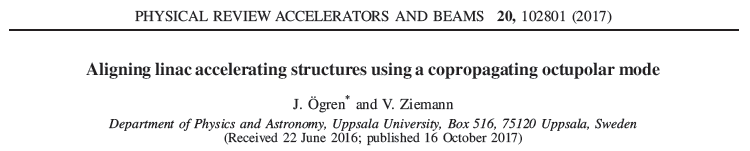 PHYSICAL REVIEW ACCELERATORS AND BEAMS 20, 102801 (2017)
Aligning linac accelerating structures using a copropagating octupolar mode
J. Ögren* and V. Ziemann
Department of Physics and Astronomy, Uppsala University, Box 516, 75120 Uppsala, Sweden
(Received 22 June 2016; published 16 October 2017)